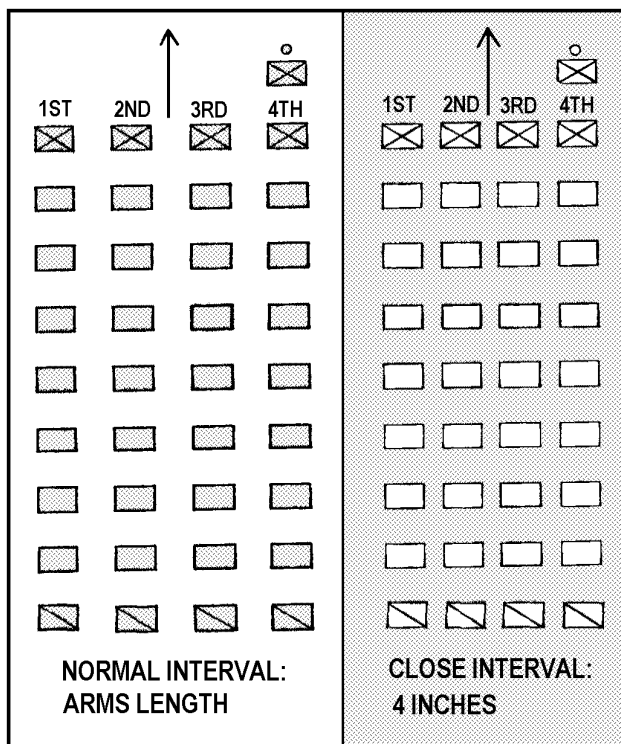 1ST 2ND 3RD 4TH
NORMAL INTERVAL:
ARMS LENGTH
1ST 2ND 3RD 4TH
CLOSE INTERVAL:
4 INCHES